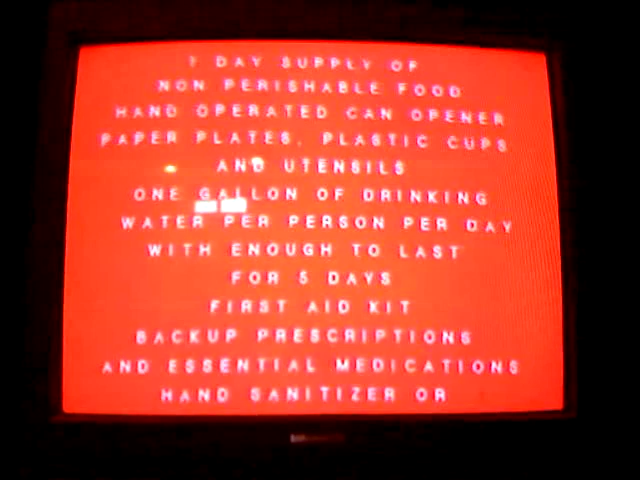 7 DAY SUPPLY OF
NON PERISHABLE FOOD
HAND OPERATED CAN OPENER
PAPER PLATES, PLASTIC CUPS
AND UTENSILS
ONE GALLON OF DRINKING
WATER PER PERSON PER DAY
WITH ENOUGH TO LAST
FOR 5 DAYS
FIRST AID KIT
BACKUP PRESCRIPTIONS
AND ESSENTIAL MEDICATIONS
HAND SANITIZER OR